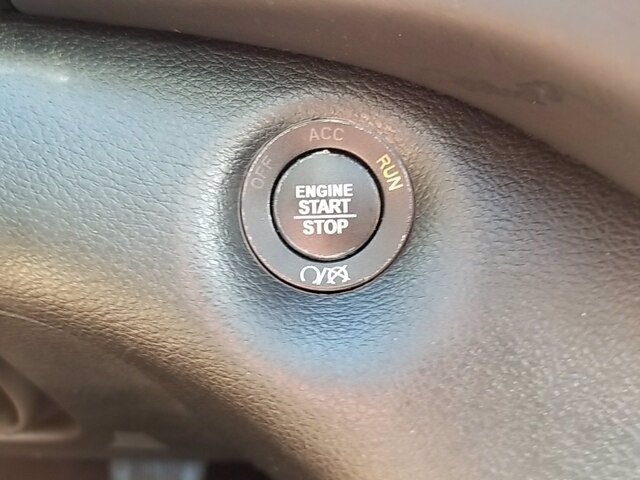 OFF
ACC
RUN
ENGINE
START
STOP